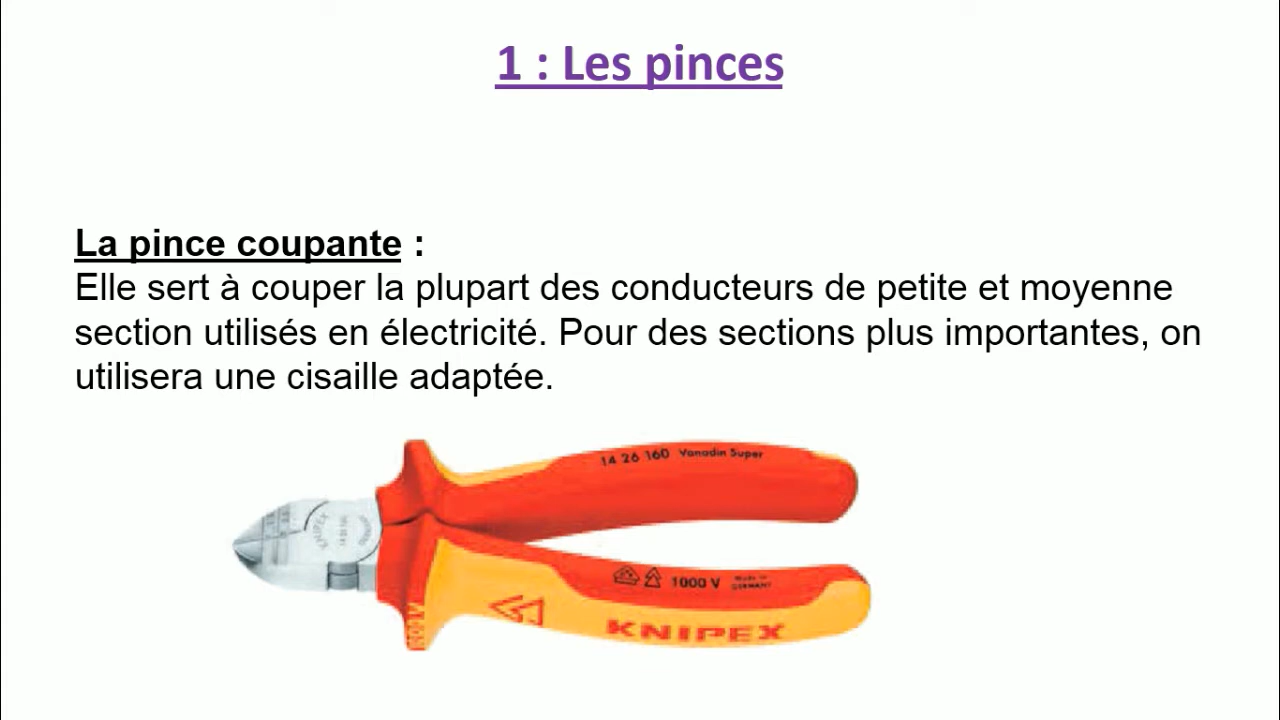 1 : Les pinces
La pince coupante :
Elle sert à couper la plupart des conducteurs de petite et moyenne
section utilisés en électricité. Pour des sections plus importantes, on
utilisera une cisaille adaptée.
14 26 160 Vanadin Super
KNIPEX
1000 V
GERMANY
KNIPEX